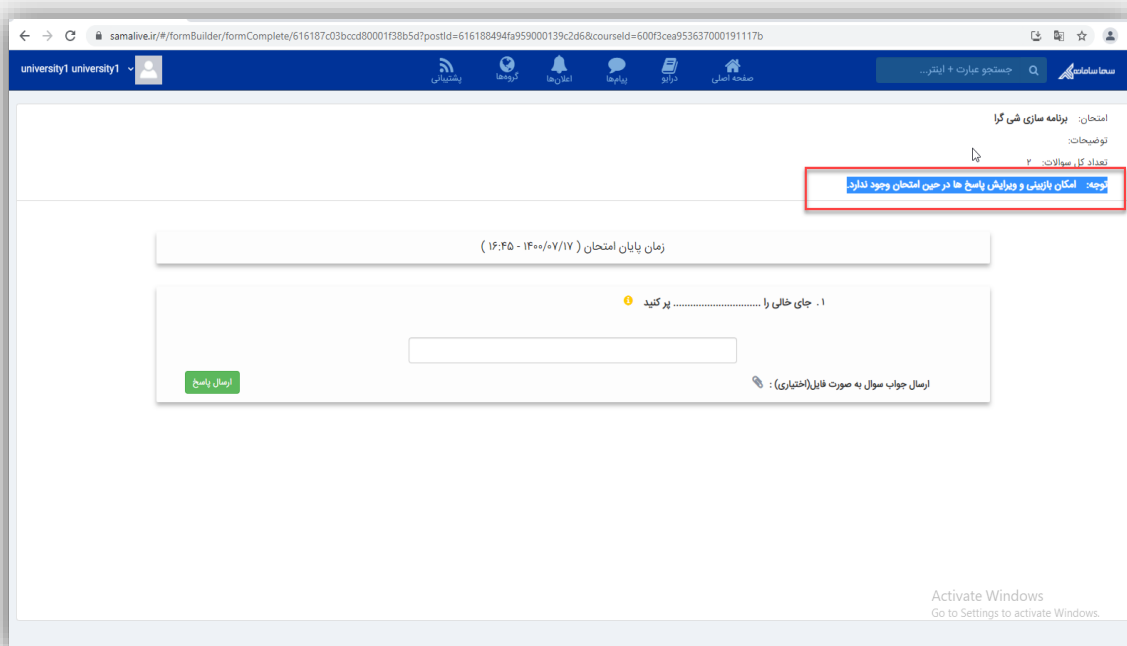 samalive.ir/#/formBuilder/formComplete/616187c03bccd80001f38b5d?postId=616188494fa959000139c2d6&courseId=600f3cea953637000191117b
university1 university1
پشتیبانی
گروه‌ها
اعلان‌ها
پیام‌ها
درایو
صفحه اصلی
جستجو عبارت + اینتر...
سما سامانه
امتحان: برنامه سازی شی گرا
توضیحات:
تعداد کل سوالات: ۲
توجه: امکان بازبینی و ویرایش پاسخ ها در حین امتحان وجود ندارد.
زمان پایان امتحان ( ۱۴۰۰/۰۷/۱۷ - ۱۶:۴۵ )
۱ . جای خالی را ............................... پر کنید
ارسال جواب سوال به صورت فایل(اختیاری) :
ارسال پاسخ
Activate Windows
Go to Settings to activate Windows.